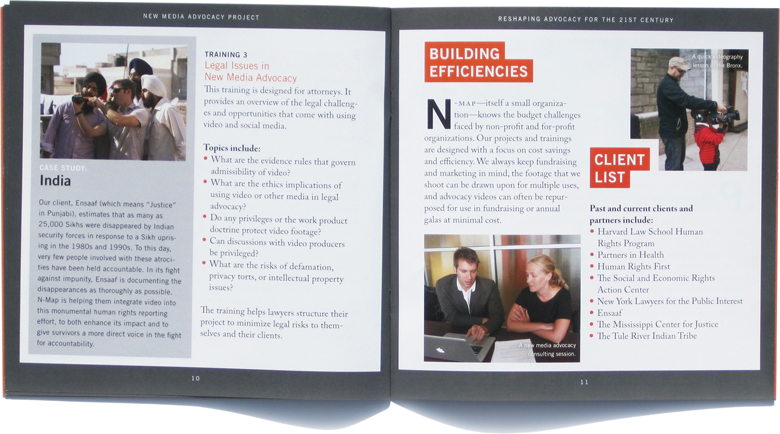 NEW MEDIA ADVOCACY PROJECT
CASE STUDY:
India
Our client, Ensaaf (which means “Justice”
in Punjabi), estimates that as many as
25,000 Sikhs were disappeared by Indian
security forces in response to a Sikh upris-
ing in the 1980s and 1990s. To this day,
very few people involved with these atroci-
ties have been held accountable. In its fight
against impunity, Ensaaf is documenting the
disappearances as thoroughly as possible.
N-Map is helping them integrate video into
this monumental human rights reporting
effort, to both enhance its impact and to
give survivors a more direct voice in the fight
for accountability.
TRAINING 3
Legal Issues in
New Media Advocacy
This training is designed for attorneys. It
provides an overview of the legal challeng-
es and opportunities that come with using
video and social media.
Topics include:
• What are the evidence rules that govern
admissibility of video?
• What are the ethics implications of
using video or other media in legal
advocacy?
• Do any privileges or the work product
doctrine protect video footage?
• Can discussions with video producers
be privileged?
• What are the risks of defamation,
privacy torts, or intellectual property
issues?
The training helps lawyers structure their
project to minimize legal risks to them-
selves and their clients.
10
RESHAPING ADVOCACY FOR THE 21ST CENTURY
BUILDING
EFFICIENCIES
N-MAP—itself a small organiza-
tion—knows the budget challenges
faced by non-profit and for-profit
organizations. Our projects and trainings
are designed with a focus on cost savings
and efficiency. We always keep fundraising
and marketing in mind, the footage that we
shoot can be drawn upon for multiple uses,
and advocacy videos can often be repur-
posed for use in fundraising or annual
galas at minimal cost.
A new media advocacy
consulting session.
in the Bronx.
CLIENT
LIST
Past and current clients and
partners include:
• Harvard Law School Human
Rights Program
• Partners in Health
• Human Rights First
• The Social and Economic Rights
Action Center
• New York Lawyers for the Public Interest
• Ensaaf
• The Mississippi Center for Justice
• The Tule River Indian Tribe
11